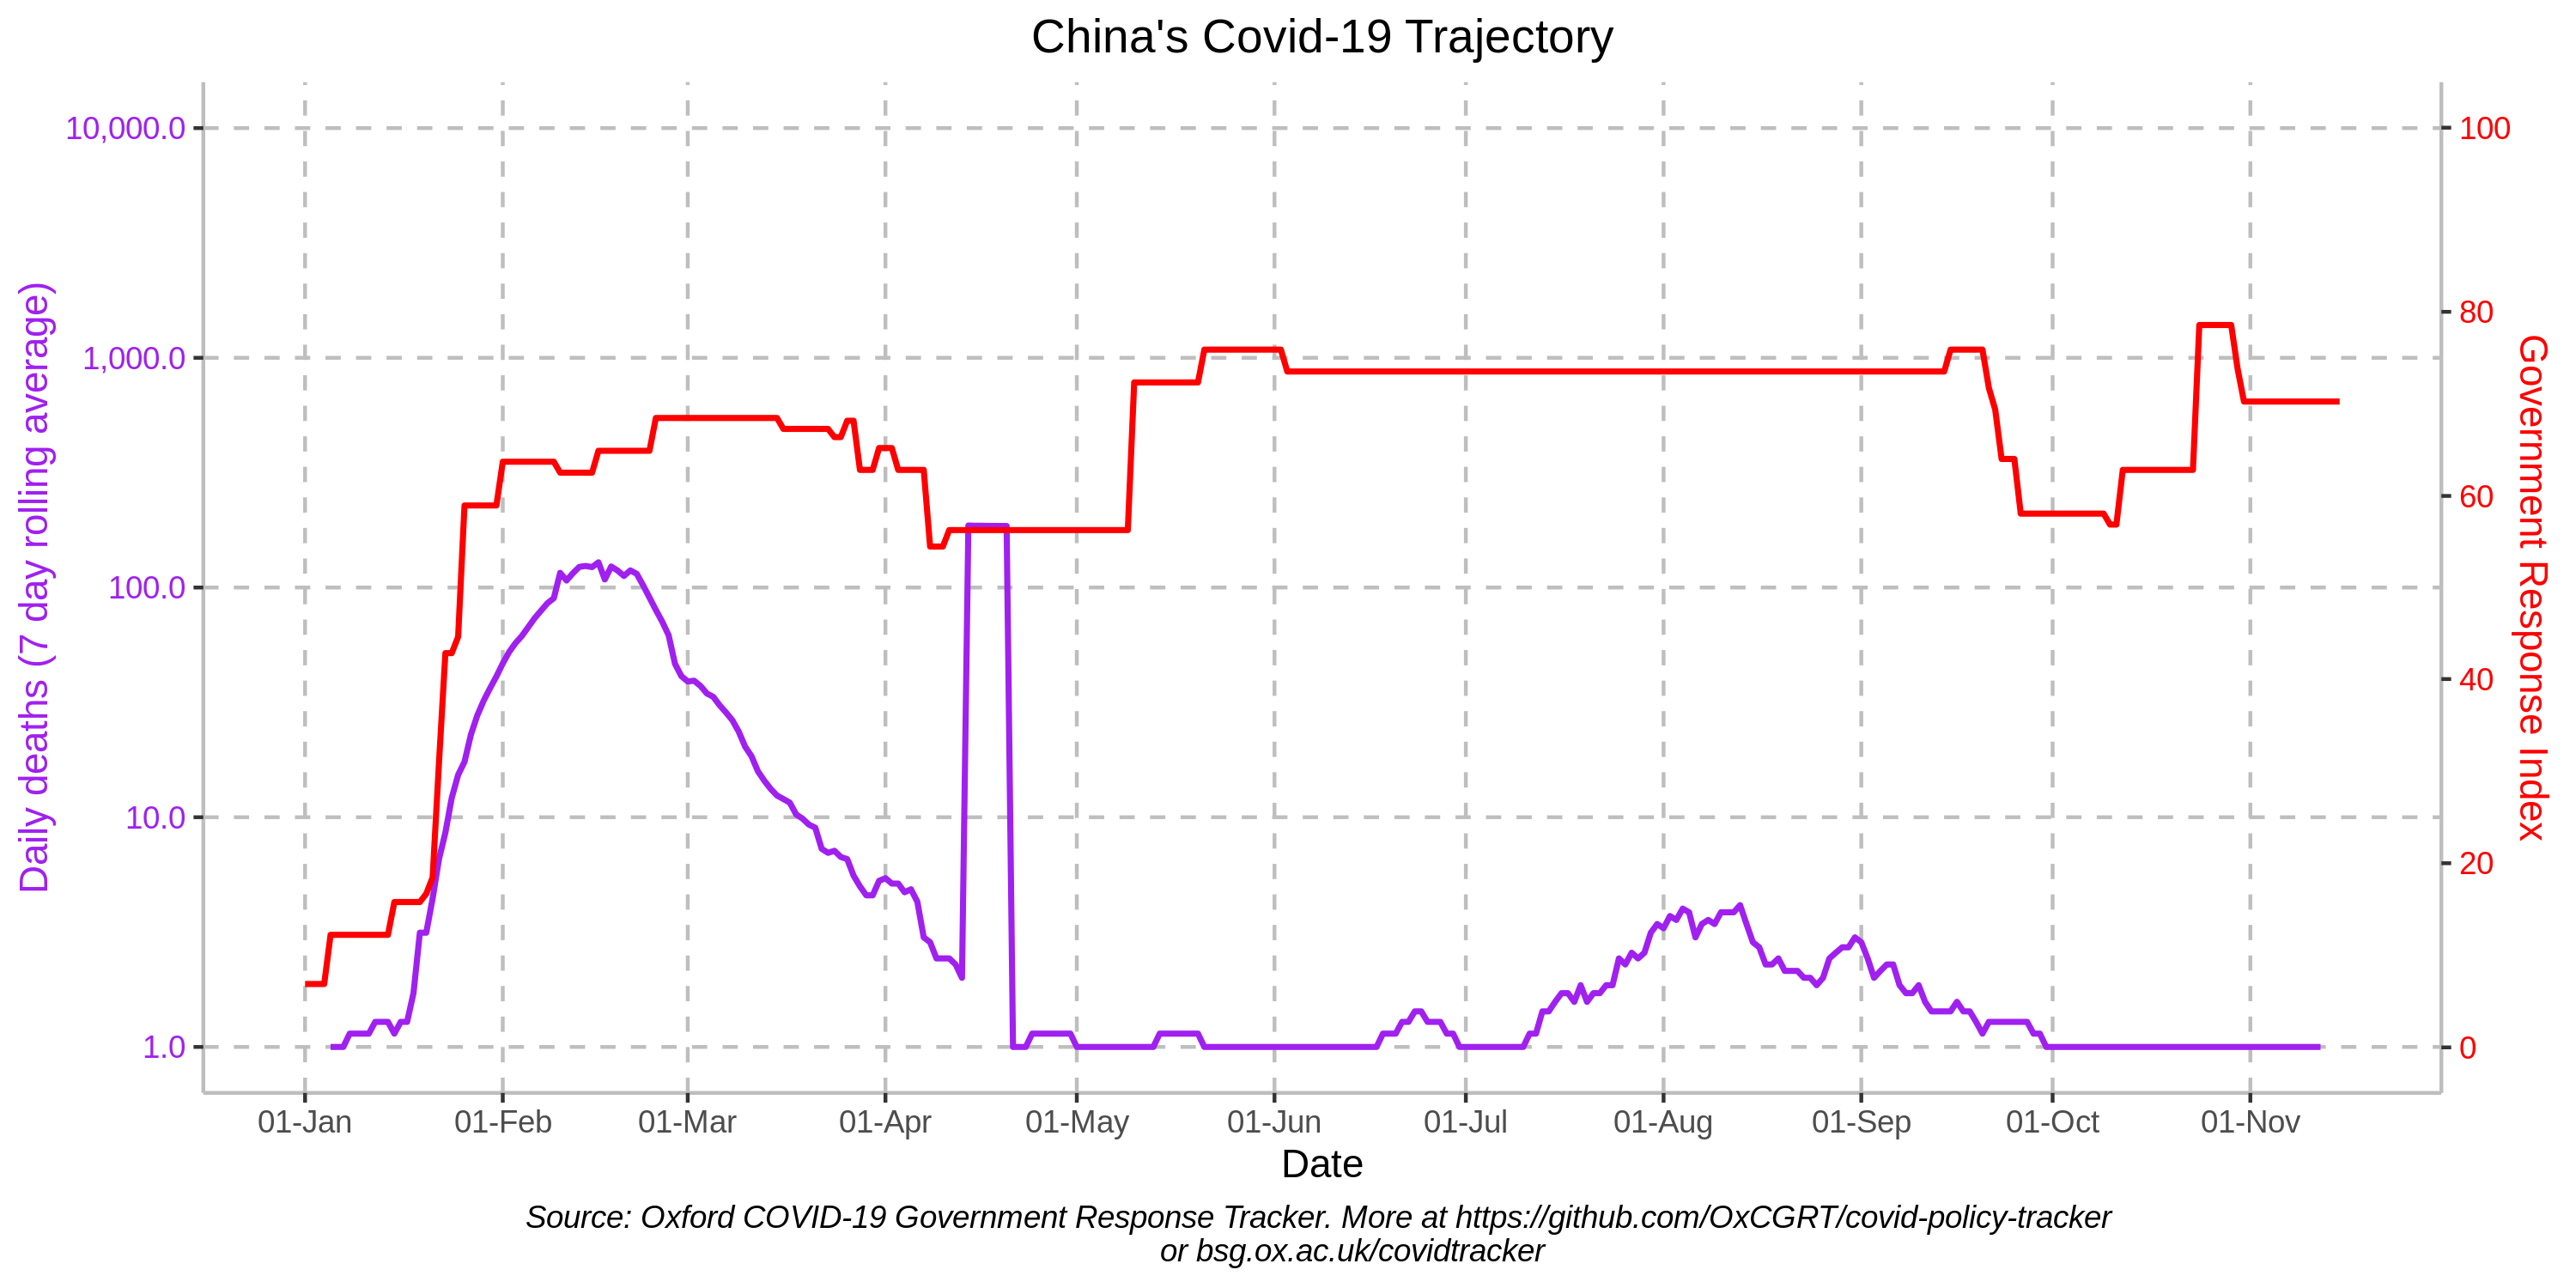 China's Covid-19 Trajectory
10,000.0
1,000.0
100.0
10.0
1.0
Daily deaths (7 day rolling average)
100
80
60
40
20
0
Government Response Index
01-Jan
01-Feb
01-Mar
01-Apr
01-May
01-Jun
01-Jul
01-Aug
01-Sep
01-Oct
01-Nov
Date
Source: Oxford COVID-19 Government Response Tracker. More at https://github.com/OxCGRT/covid-policy-tracker
or bsg.ox.ac.uk/covidtracker